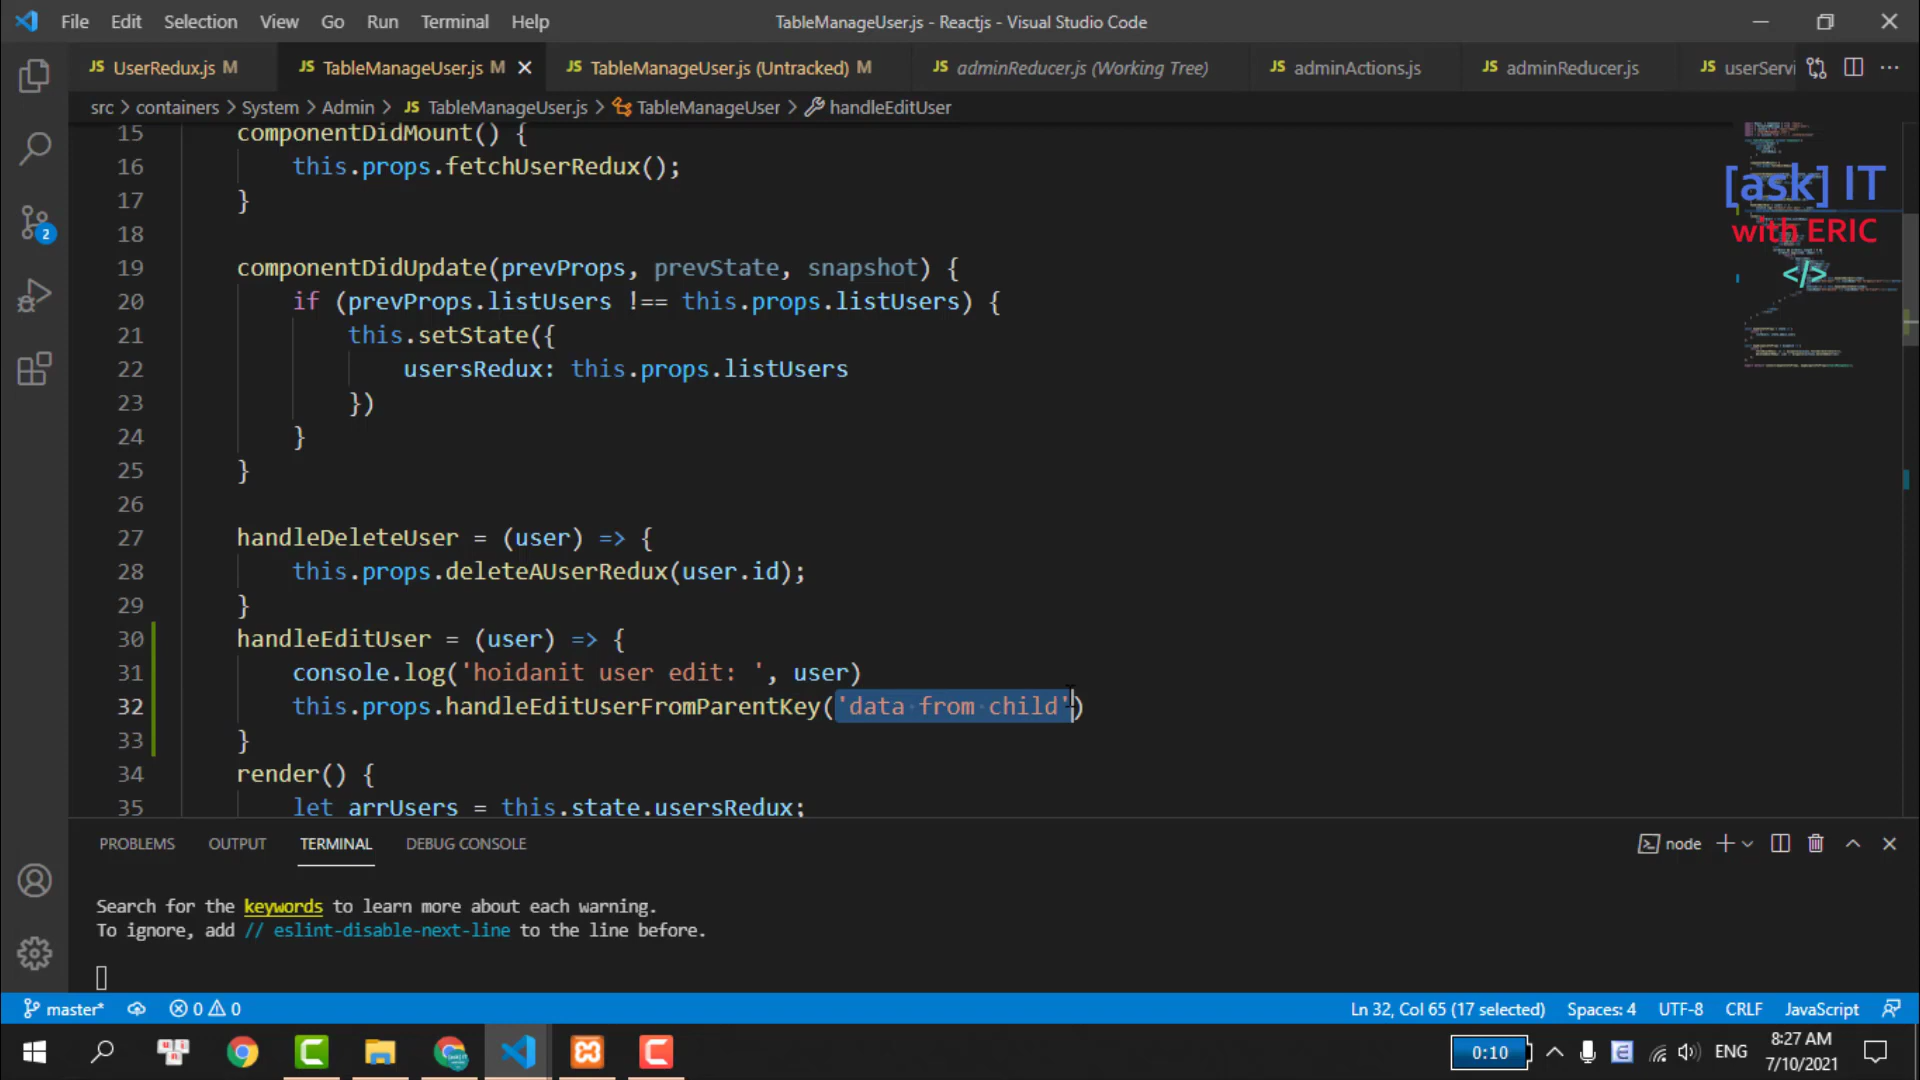 File Edit Selection View Go Run Terminal Help TableManageUser.js - Reactjs - Visual Studio Code
JS UserRedux.js M JS TableManageUser.js M JS TableManageUser.js (Untracked) M JS adminReducer.js (Working Tree) JS adminActions.js JS adminReducer.js JS userServi
src > containers > System > Admin > JS TableManageUser.js > TableManageUser > handleEditUser
15 componentDidMount() {
16 this.props.fetchUserRedux();
17 }
18
19 componentDidUpdate(prevProps, prevState, snapshot) {
20 if (prevProps.listUsers !== this.props.listUsers) {
21 this.setState({
22 usersRedux: this.props.listUsers
23 })
24 }
25 }
26
27 handleDeleteUser = (user) => {
28 this.props.deleteAUserRedux(user.id);
29 }
30 handleEditUser = (user) => {
31 console.log('hoidanit user edit: ', user)
32 this.props.handleEditUserFromParentKey('data from child')
33 }
34 render() {
35 let arrUsers = this.state.usersRedux;
[ask] IT
with ERIC
</>
2
PROBLEMS OUTPUT TERMINAL DEBUG CONSOLE node
Search for the keywords to learn more about each warning.
To ignore, add // eslint-disable-next-line to the line before.
master* 0 0 Ln 32, Col 65 (17 selected) Spaces: 4 UTF-8 CRLF JavaScript
0:10 ENG 8:27 AM
7/10/2021